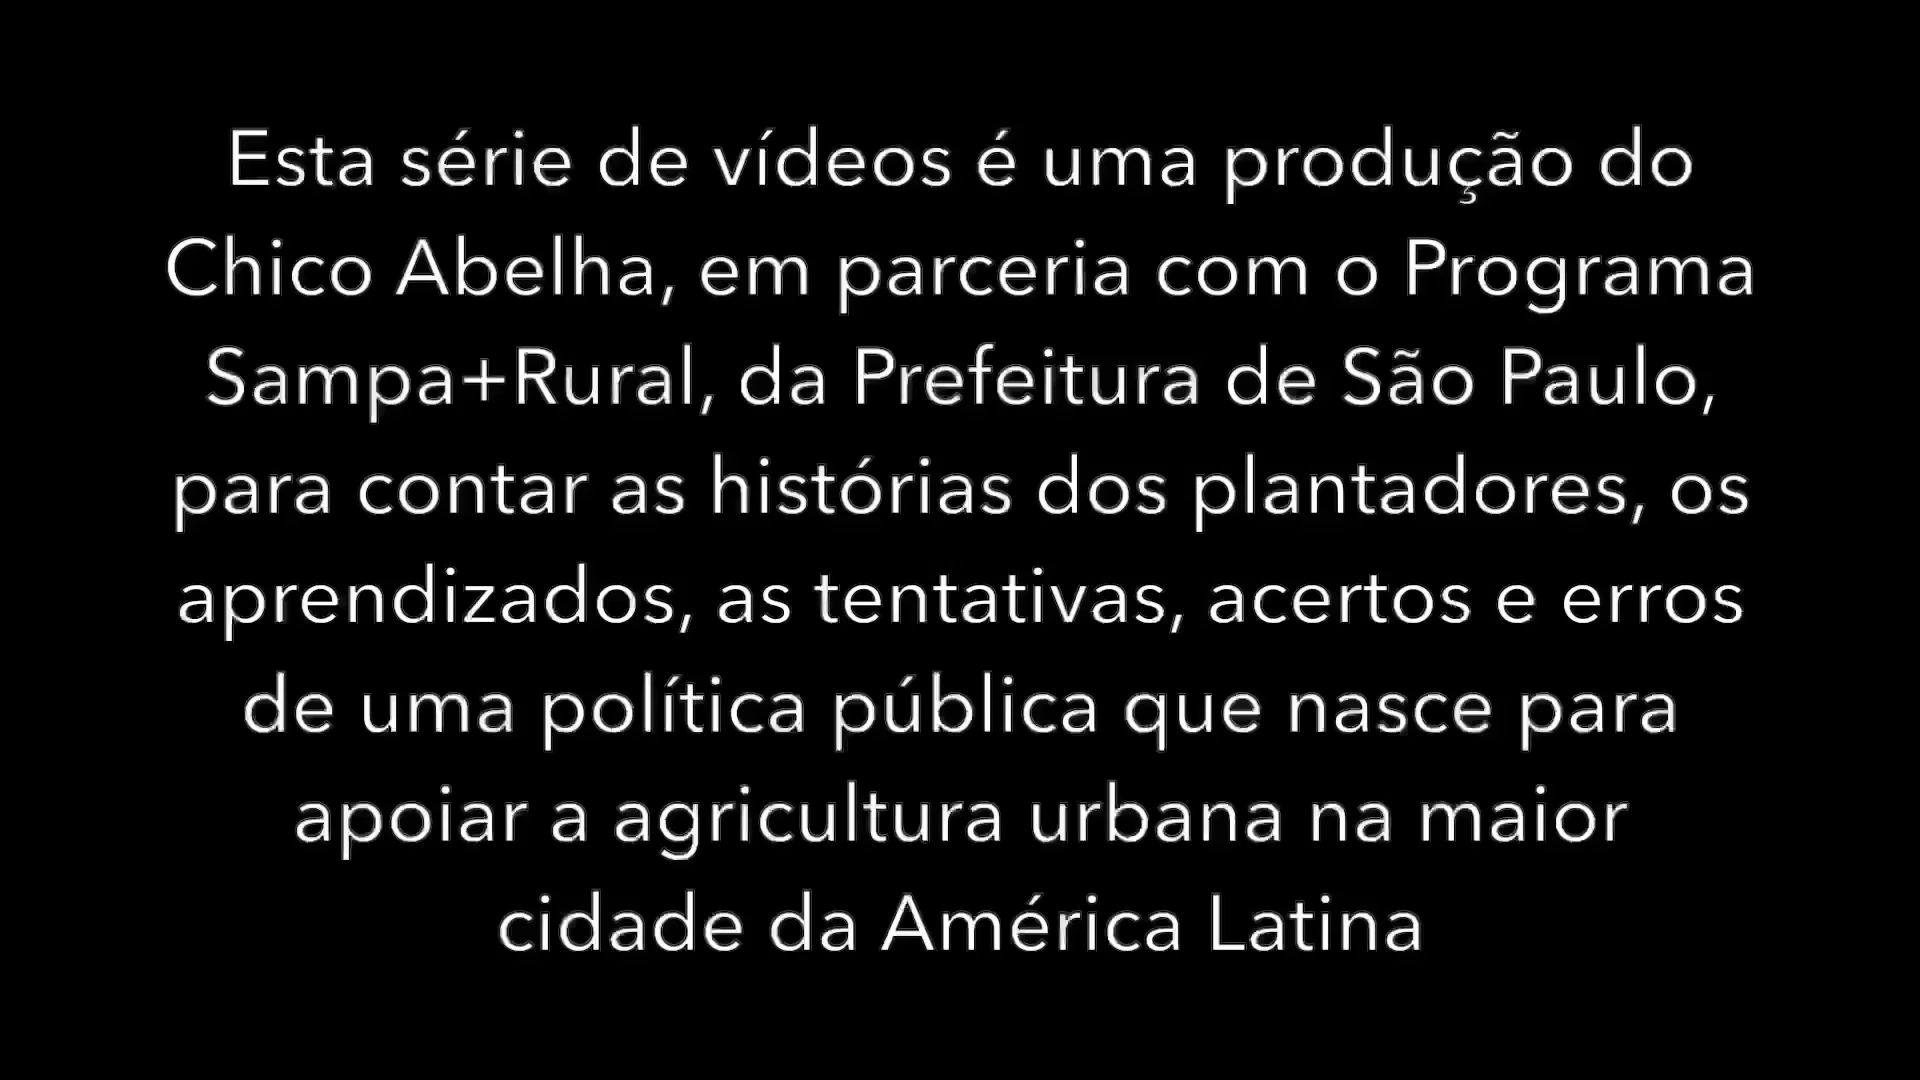 Esta série de vídeos é uma produção do
Chico Abelha, em parceria com o Programa
Sampa+Rural, da Prefeitura de São Paulo,
para contar as histórias dos plantadores, os
aprendizados, as tentativas, acertos e erros
de uma política pública que nasce para
apoiar a agricultura urbana na maior
cidade da América Latina